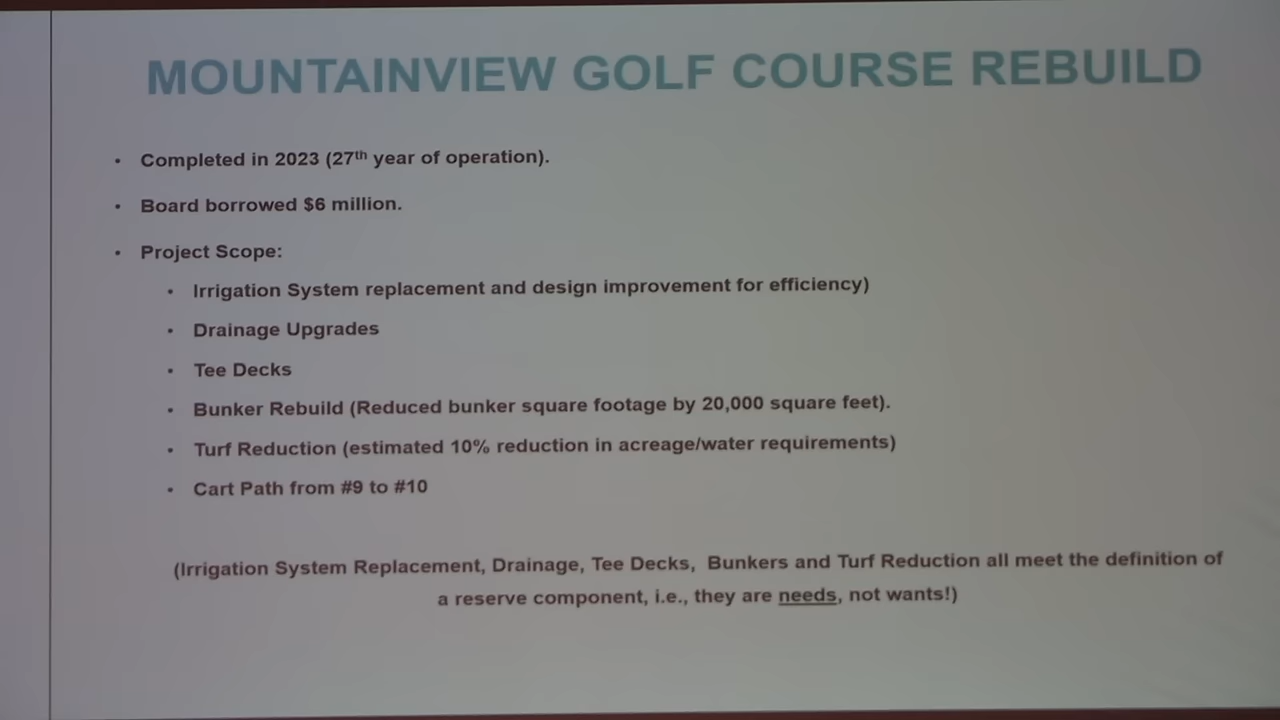 MOUNTAINVIEW GOLF COURSE REBUILD
• Completed in 2023 (27th year of operation).
• Board borrowed $6 million.
• Project Scope:
• Irrigation System replacement and design improvement for efficiency)
• Drainage Upgrades
• Tee Decks
• Bunker Rebuild (Reduced bunker square footage by 20,000 square feet).
• Turf Reduction (estimated 10% reduction in acreage/water requirements)
• Cart Path from #9 to #10
(Irrigation System Replacement, Drainage, Tee Decks, Bunkers and Turf Reduction all meet the definition of
a reserve component, i.e., they are needs, not wants!)